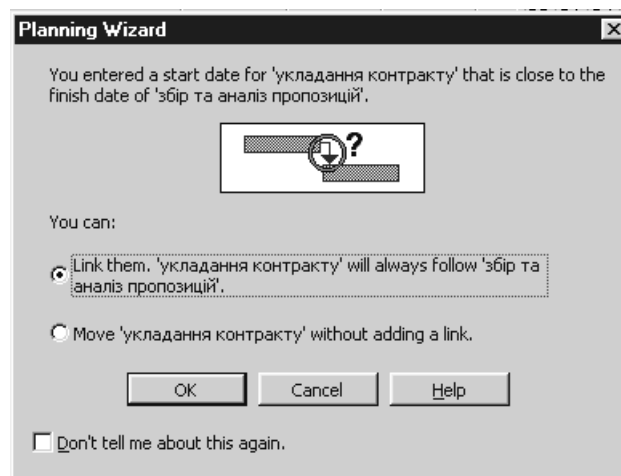 Planning Wizard
You entered a start date for 'укладання контракту' that is close to the
finish date of 'збір та аналіз пропозицій'.
?
You can:
Link them. 'укладання контракту' will always follow 'збір та
аналіз пропозицій'.
Move 'укладання контракту' without adding a link.
OK Cancel Help
Don't tell me about this again.